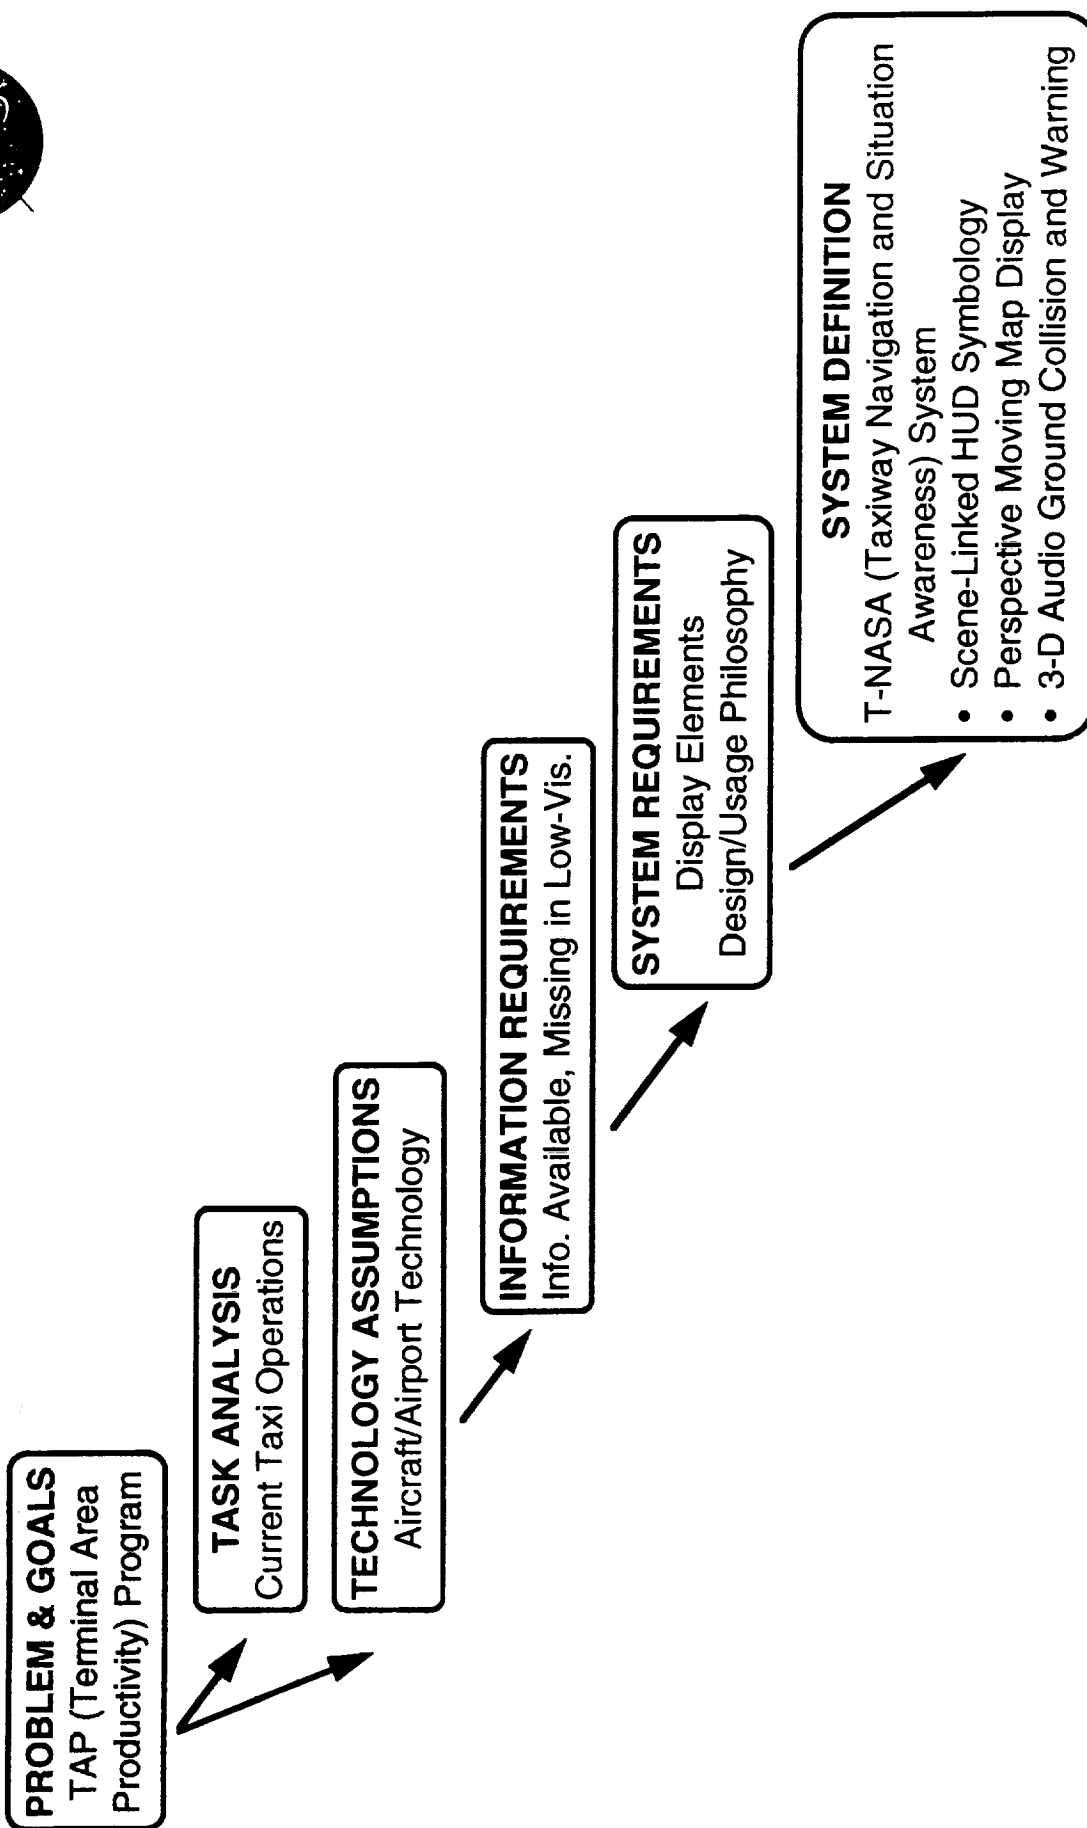 PROBLEM & GOALS
TAP (Terminal Area
Productivity) Program
TASK ANALYSIS
Current Taxi Operations
TECHNOLOGY ASSUMPTIONS
Aircraft/Airport Technology
INFORMATION REQUIREMENTS
Info. Available, Missing in Low-Vis.
SYSTEM REQUIREMENTS
Display Elements
Design/Usage Philosophy
SYSTEM DEFINITION
T-NASA (Taxiway Navigation and Situation
Awareness) System
• Scene-Linked HUD Symbology
• Perspective Moving Map Display
• 3-D Audio Ground Collision and Warning